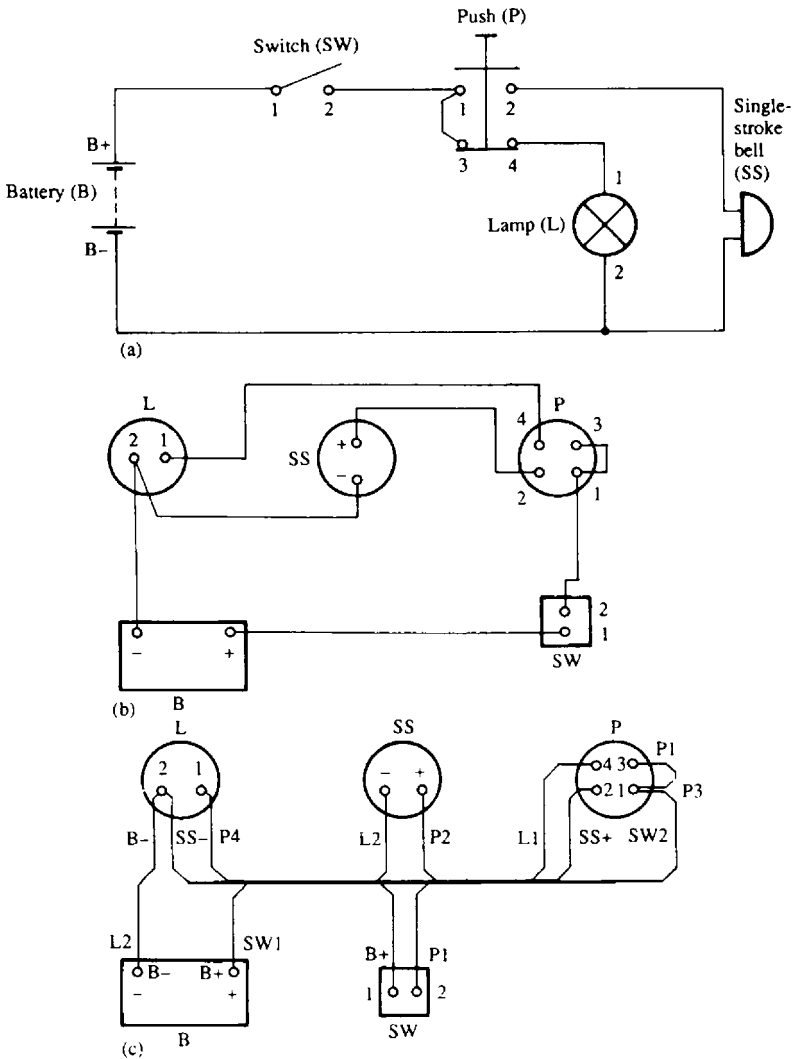 Push (P)
Switch (SW)
1 2 1 2
3 4
Single-
stroke
bell
(SS)
B+
Battery (B)
B–
1
Lamp (L)
2
(a)
L
P
2 1
SS
+
–
4 3
2 1
2
1
SW
– +
B
(b)
L SS P
2 1
– +
4 3
2 1
P1
P3
B– SS– P4 L2 P2 L1 SS+ SW2
L2 SW1
B– B+
– +
B
B+ P1
1 2
SW
(c)